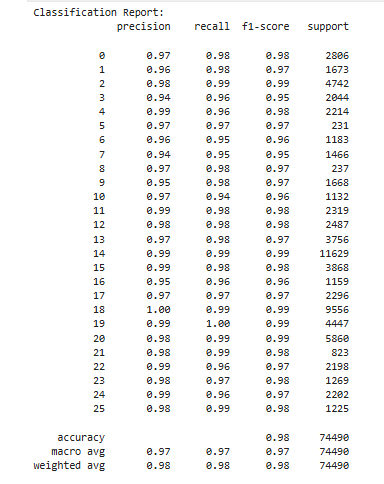 Classification Report:
precision recall f1-score support
0 0.97 0.98 0.98 2806
1 0.96 0.98 0.97 1673
2 0.98 0.99 0.99 4742
3 0.94 0.96 0.95 2044
4 0.99 0.96 0.98 2214
5 0.97 0.97 0.97 231
6 0.96 0.95 0.96 1183
7 0.94 0.95 0.95 1466
8 0.97 0.98 0.97 237
9 0.95 0.98 0.97 1668
10 0.97 0.94 0.96 1132
11 0.99 0.98 0.98 2319
12 0.98 0.98 0.98 2487
13 0.97 0.98 0.97 3756
14 0.99 0.99 0.99 11629
15 0.99 0.98 0.98 3868
16 0.95 0.96 0.96 1159
17 0.97 0.97 0.97 2296
18 1.00 0.99 0.99 9556
19 0.99 1.00 0.99 4447
20 0.98 0.99 0.99 5860
21 0.98 0.99 0.98 823
22 0.99 0.96 0.97 2198
23 0.98 0.97 0.98 1269
24 0.99 0.96 0.97 2202
25 0.98 0.99 0.98 1225
accuracy 0.98 74490
macro avg 0.97 0.97 0.97 74490
weighted avg 0.98 0.98 0.98 74490